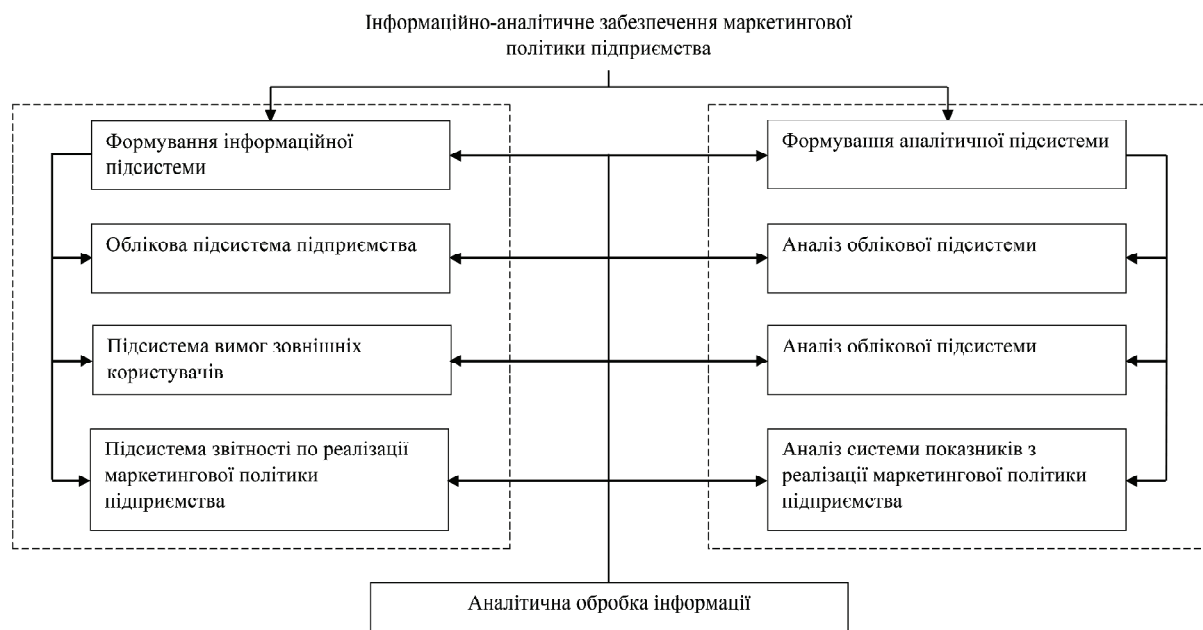 Інформаційно-аналітичне забезпечення маркетингової
політики підприємства
Формування інформаційної
підсистеми
Облікова підсистема підприємства
Підсистема вимог зовнішніх
користувачів
Підсистема звітності по реалізації
маркетингової політики
підприємства
Формування аналітичної підсистеми
Аналіз облікової підсистеми
Аналіз облікової підсистеми
Аналіз системи показників з
реалізації маркетингової політики
підприємства
Аналітична обробка інформації